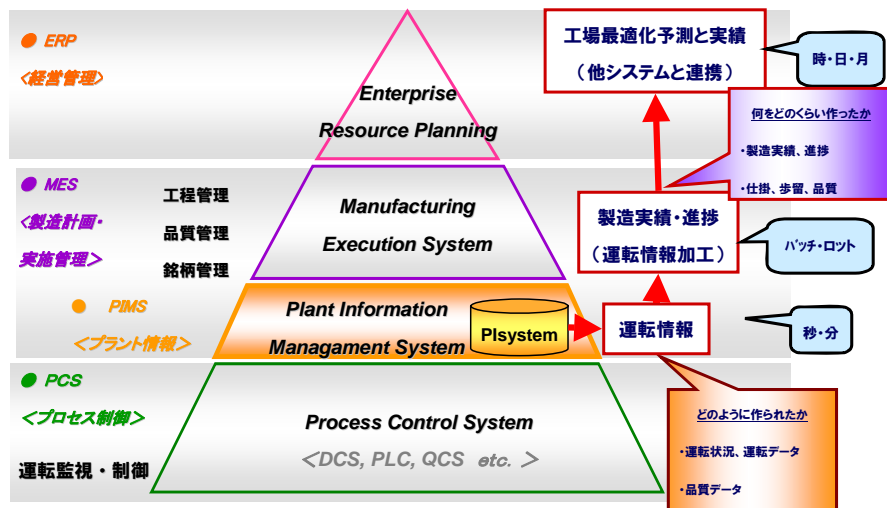 ● ERP
<経営管理>
Enterprise
Resource Planning
工場最適化予測と実績
（他システムと連携）
時・日・月
何をどのくらい作ったか
・製造実績、進捗
・仕掛、歩留、品質
● MES
<製造計画・
実施管理>
工程管理
品質管理
銘柄管理
Manufacturing
Execution System
製造実績・進捗
（運転情報加工）
バッチ・ロット
● PIMS
<プラント情報>
Plant Information
Managament System
PIsystem
運転情報
秒・分
● PCS
<プロセス制御>
運転監視・制御
Process Control System
<DCS, PLC, QCS etc. >
どのように作られたか
・運転状況、運転データ
・品質データ